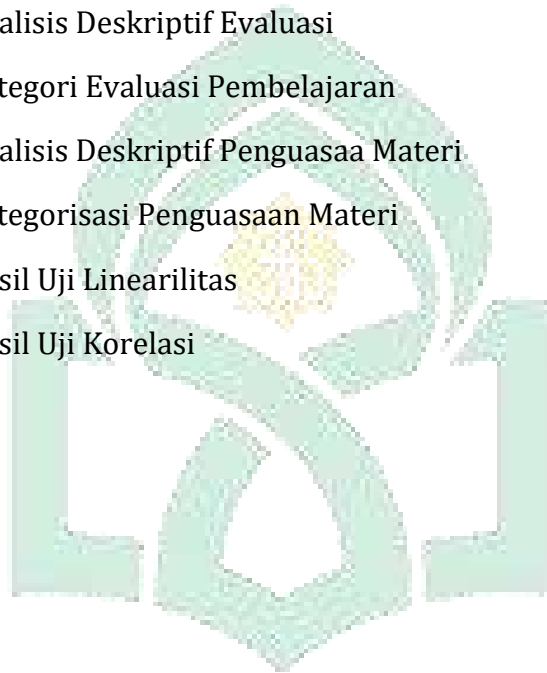 alisis Deskriptif Evaluasi
tegori Evaluasi Pembelajaran
alisis Deskriptif Penguasaa Materi
tegorisasi Penguasaan Materi
sil Uji Linearilitas
sil Uji Korelasi